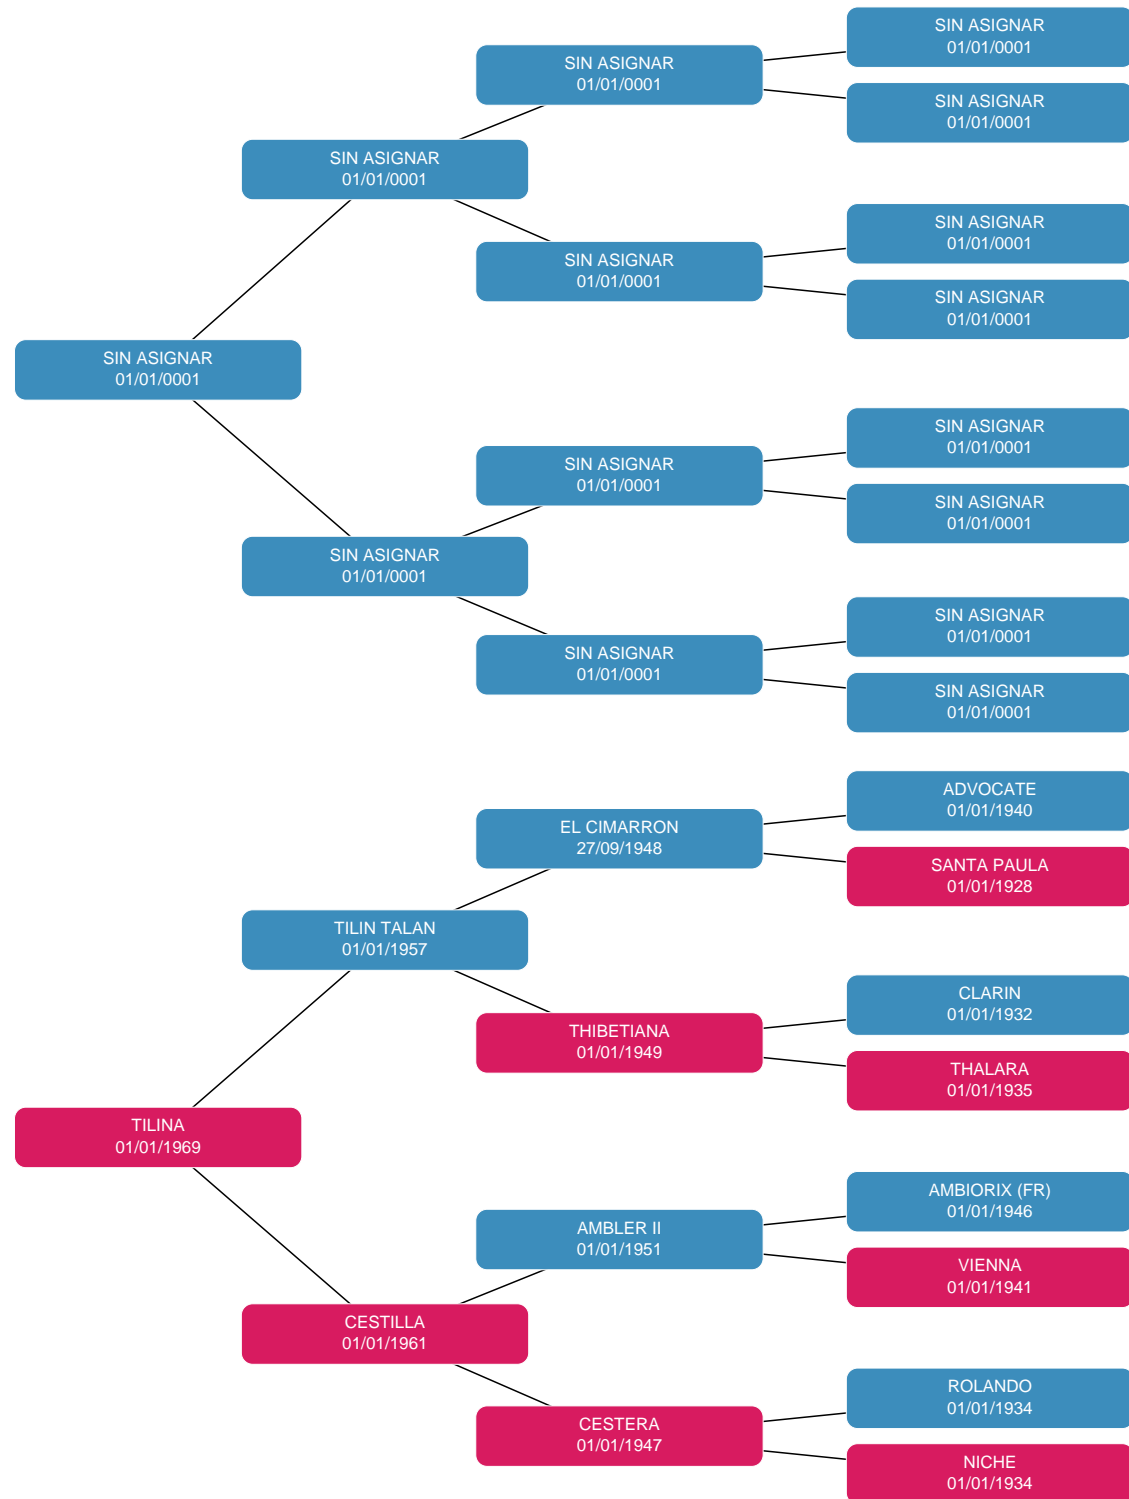 SIN ASIGNAR
01/01/0001
SIN ASIGNAR
01/01/0001
SIN ASIGNAR
01/01/0001
SIN ASIGNAR
01/01/0001
SIN ASIGNAR
01/01/0001
SIN ASIGNAR
01/01/0001
SIN ASIGNAR
01/01/0001
SIN ASIGNAR
01/01/0001
SIN ASIGNAR
01/01/0001
SIN ASIGNAR
01/01/0001
SIN ASIGNAR
01/01/0001
SIN ASIGNAR
01/01/0001
SIN ASIGNAR
01/01/0001
SIN ASIGNAR
01/01/0001
SIN ASIGNAR
01/01/0001
ADVOCATE
01/01/1940
EL CIMARRON
27/09/1948
SANTA PAULA
01/01/1928
TILIN TALAN
01/01/1957
CLARIN
01/01/1932
THIBETIANA
01/01/1949
THALARA
01/01/1935
TILINA
01/01/1969
AMBIORIX (FR)
01/01/1946
AMBLER II
01/01/1951
VIENNA
01/01/1941
CESTILLA
01/01/1961
ROLANDO
01/01/1934
CESTERA
01/01/1947
NICHE
01/01/1934